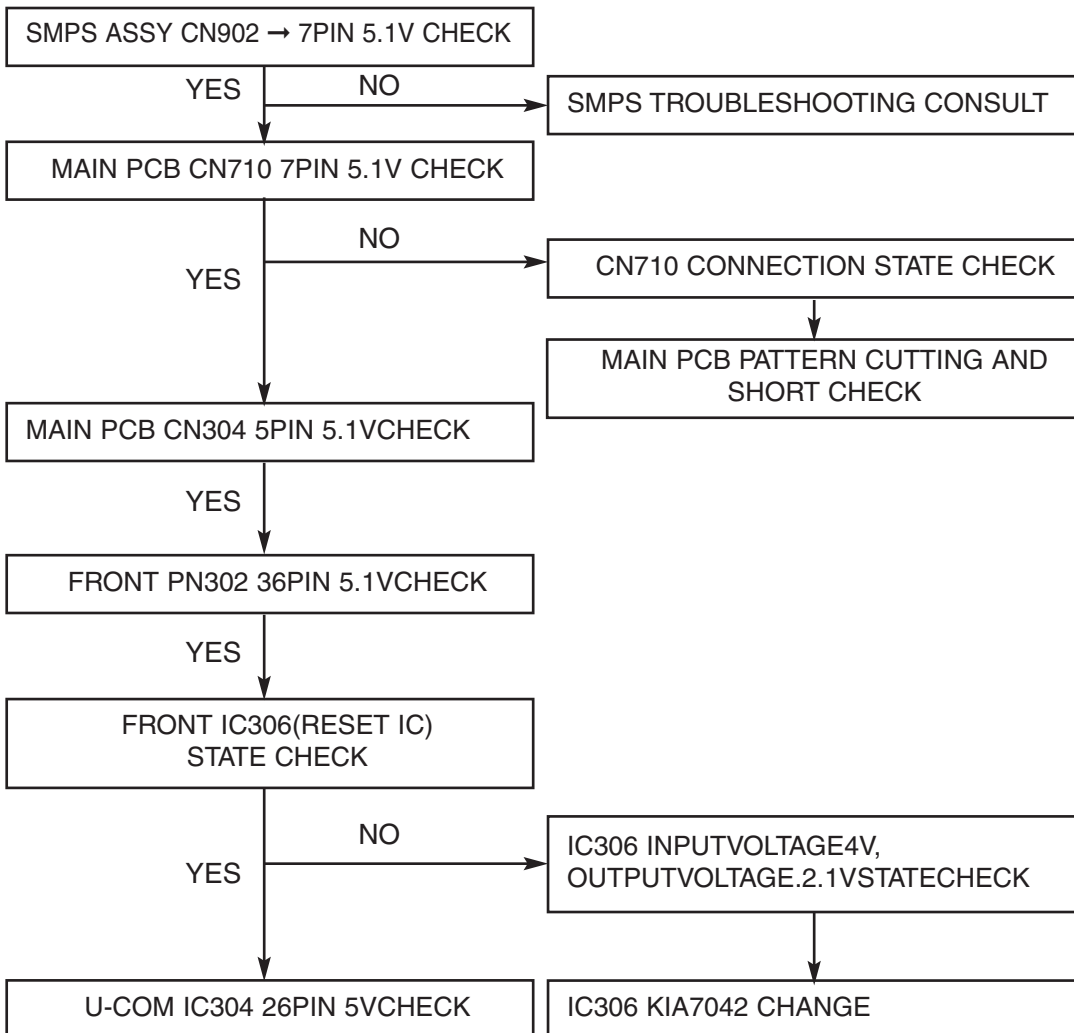 SMPS ASSY CN902 → 7PIN 5.1V CHECK
YES
NO
SMPS TROUBLESHOOTING CONSULT
MAIN PCB CN710 7PIN 5.1V CHECK
NO
YES
CN710 CONNECTION STATE CHECK
MAIN PCB PATTERN CUTTING AND
SHORT CHECK
MAIN PCB CN304 5PIN 5.1VCHECK
YES
FRONT PN302 36PIN 5.1VCHECK
YES
FRONT IC306(RESET IC)
STATE CHECK
NO
YES
IC306 INPUTVOLTAGE4V,
OUTPUTVOLTAGE.2.1VSTATECHECK
U-COM IC304 26PIN 5VCHECK
IC306 KIA7042 CHANGE